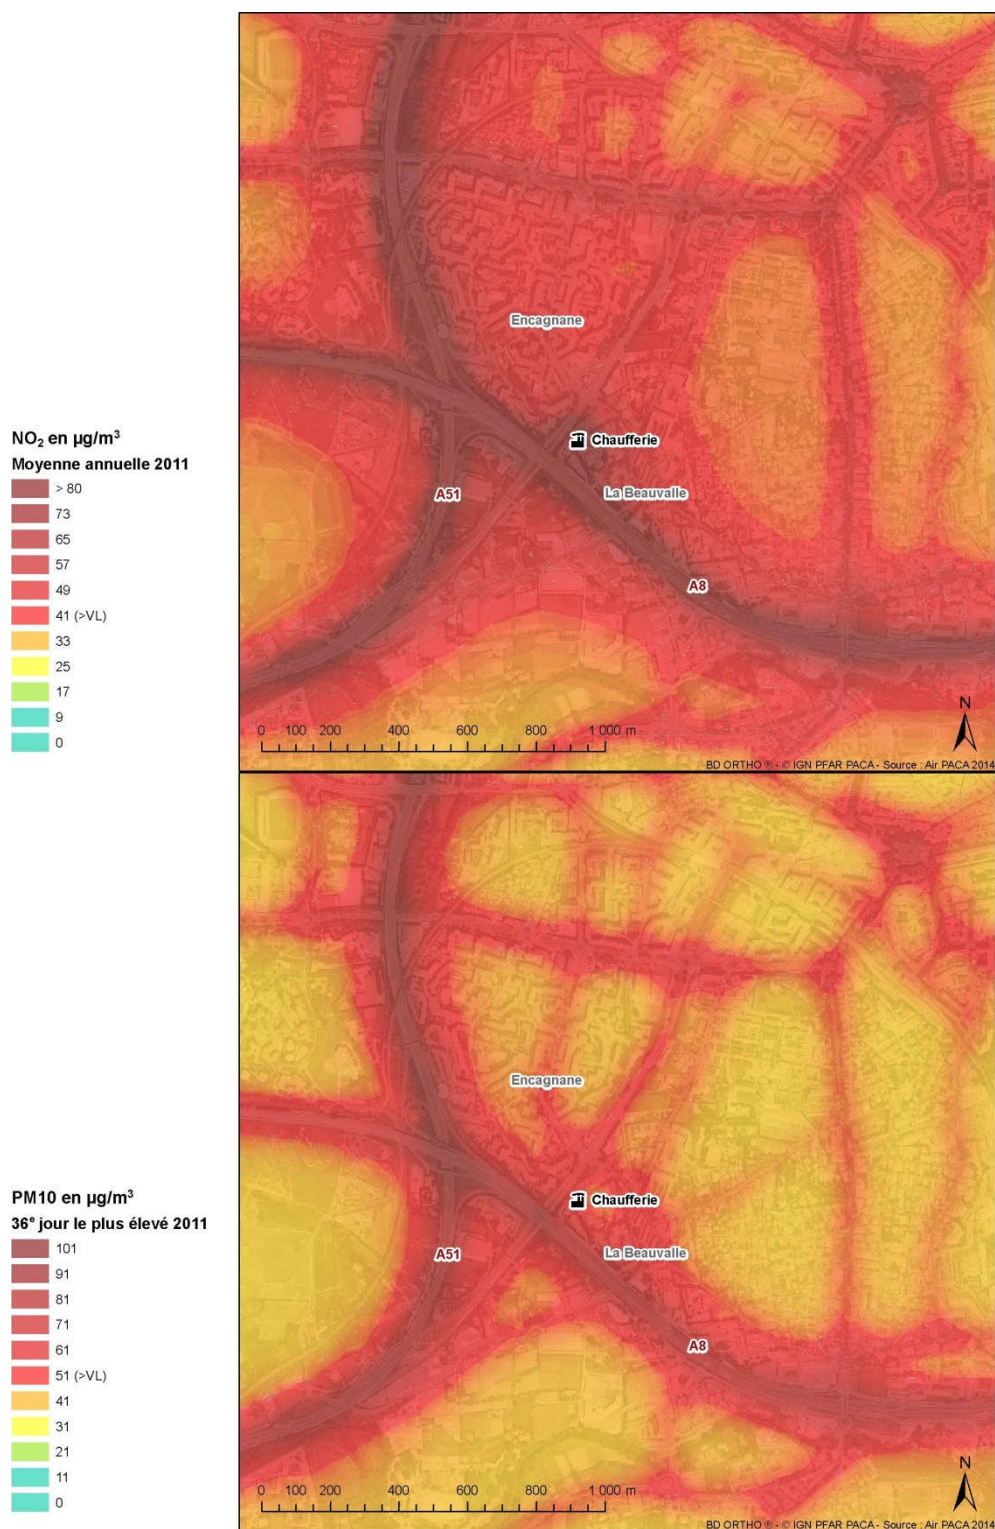 Encagnane
Chaufferie
A51
La Beauvalle
A8
NO₂ en µg/m³
Moyenne annuelle 2011
> 80
73
65
57
49
41 (>VL)
33
25
17
9
0
N
0 100 200 400 600 800 1 000 m
BD ORTHO ® - © IGN PFAR PACA - Source : Air PACA 2014
Encagnane
Chaufferie
A51
La Beauvalle
A8
PM10 en µg/m³
36ᵉ jour le plus élevé 2011
101
91
81
71
61
51 (>VL)
41
31
21
11
0
N
0 100 200 400 600 800 1 000 m
BD ORTHO ® - © IGN PFAR PACA - Source : Air PACA 2014